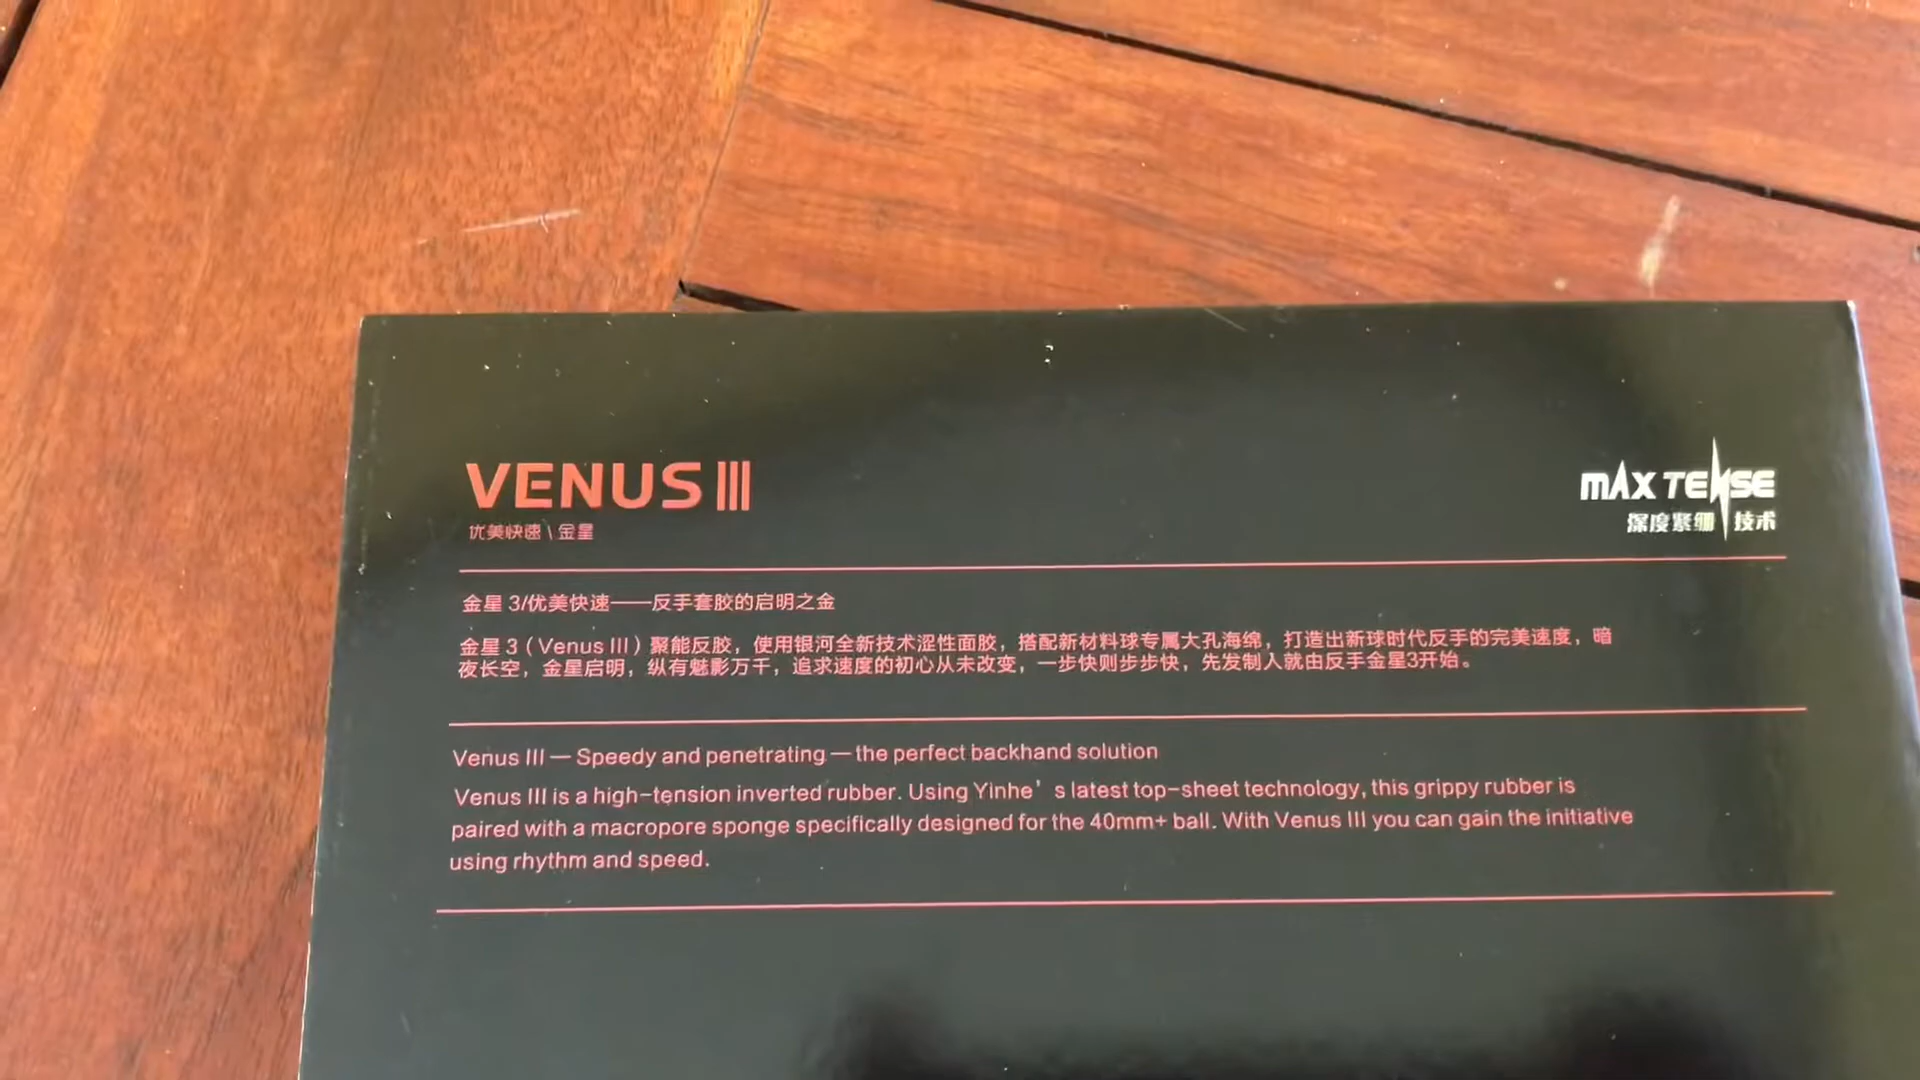 VENUS III
优美快速 \ 金星
MAX TENSE
深度紧绷 技术
金星 3/优美快速——反手套胶的启明之金
金星 3（Venus III）聚能反胶，使用银河全新技术涩性面胶，搭配新材料球专属大孔海绵，打造出新球时代反手的完美速度，暗
夜长空，金星启明，纵有魅影万千，追求速度的初心从未改变，一步快则步步快，先发制人就由反手金星3开始。
Venus III — Speedy and penetrating — the perfect backhand solution
Venus III is a high-tension inverted rubber. Using Yinhe’ s latest top-sheet technology, this grippy rubber is
paired with a macropore sponge specifically designed for the 40mm+ ball. With Venus III you can gain the initiative
using rhythm and speed.